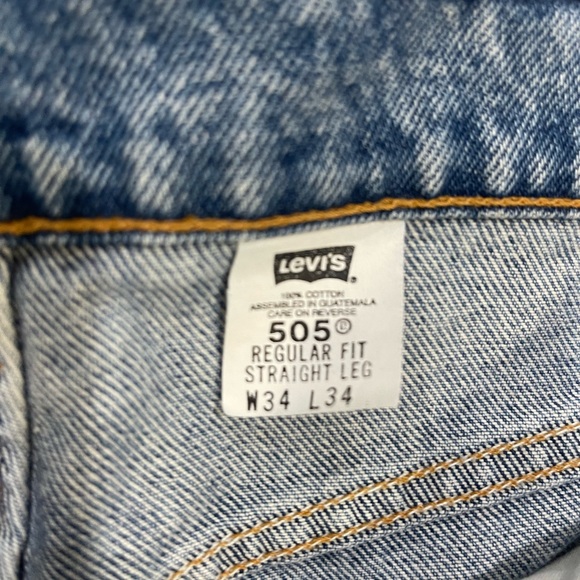 LEVI'S
100% COTTON
ASSEMBLED IN GUATEMALA
CARE ON REVERSE
505®
REGULAR FIT
STRAIGHT LEG
W34 L34